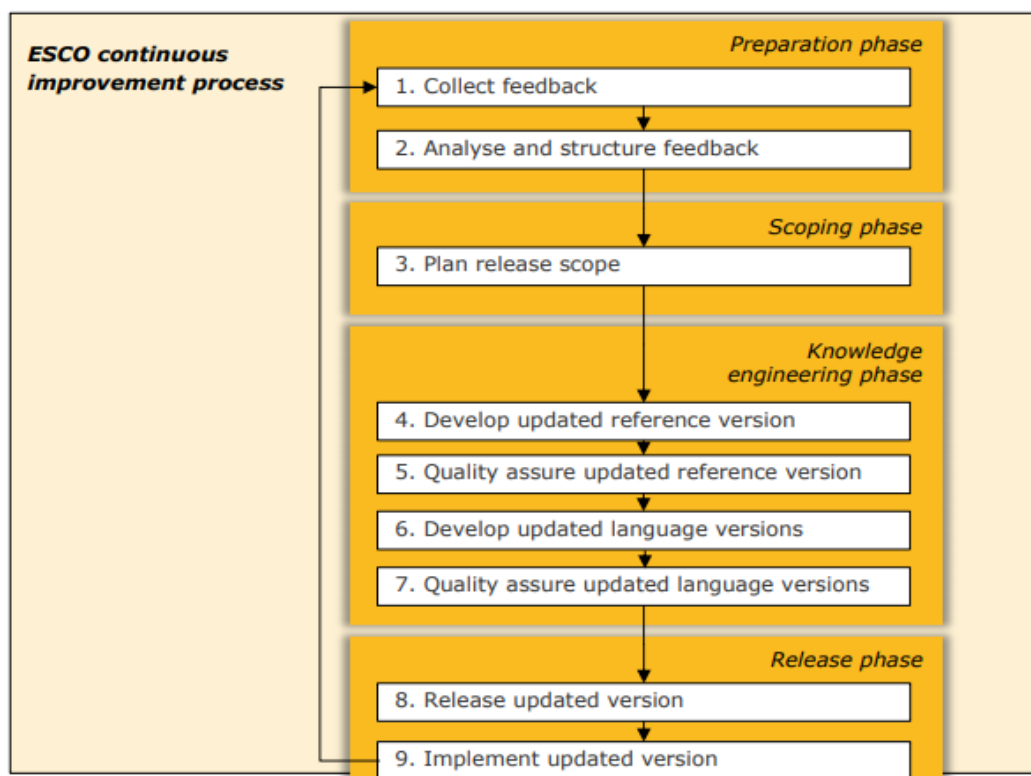 ESCO continuous
improvement process
Preparation phase
1. Collect feedback
2. Analyse and structure feedback
Scoping phase
3. Plan release scope
Knowledge
engineering phase
4. Develop updated reference version
5. Quality assure updated reference version
6. Develop updated language versions
7. Quality assure updated language versions
Release phase
8. Release updated version
9. Implement updated version